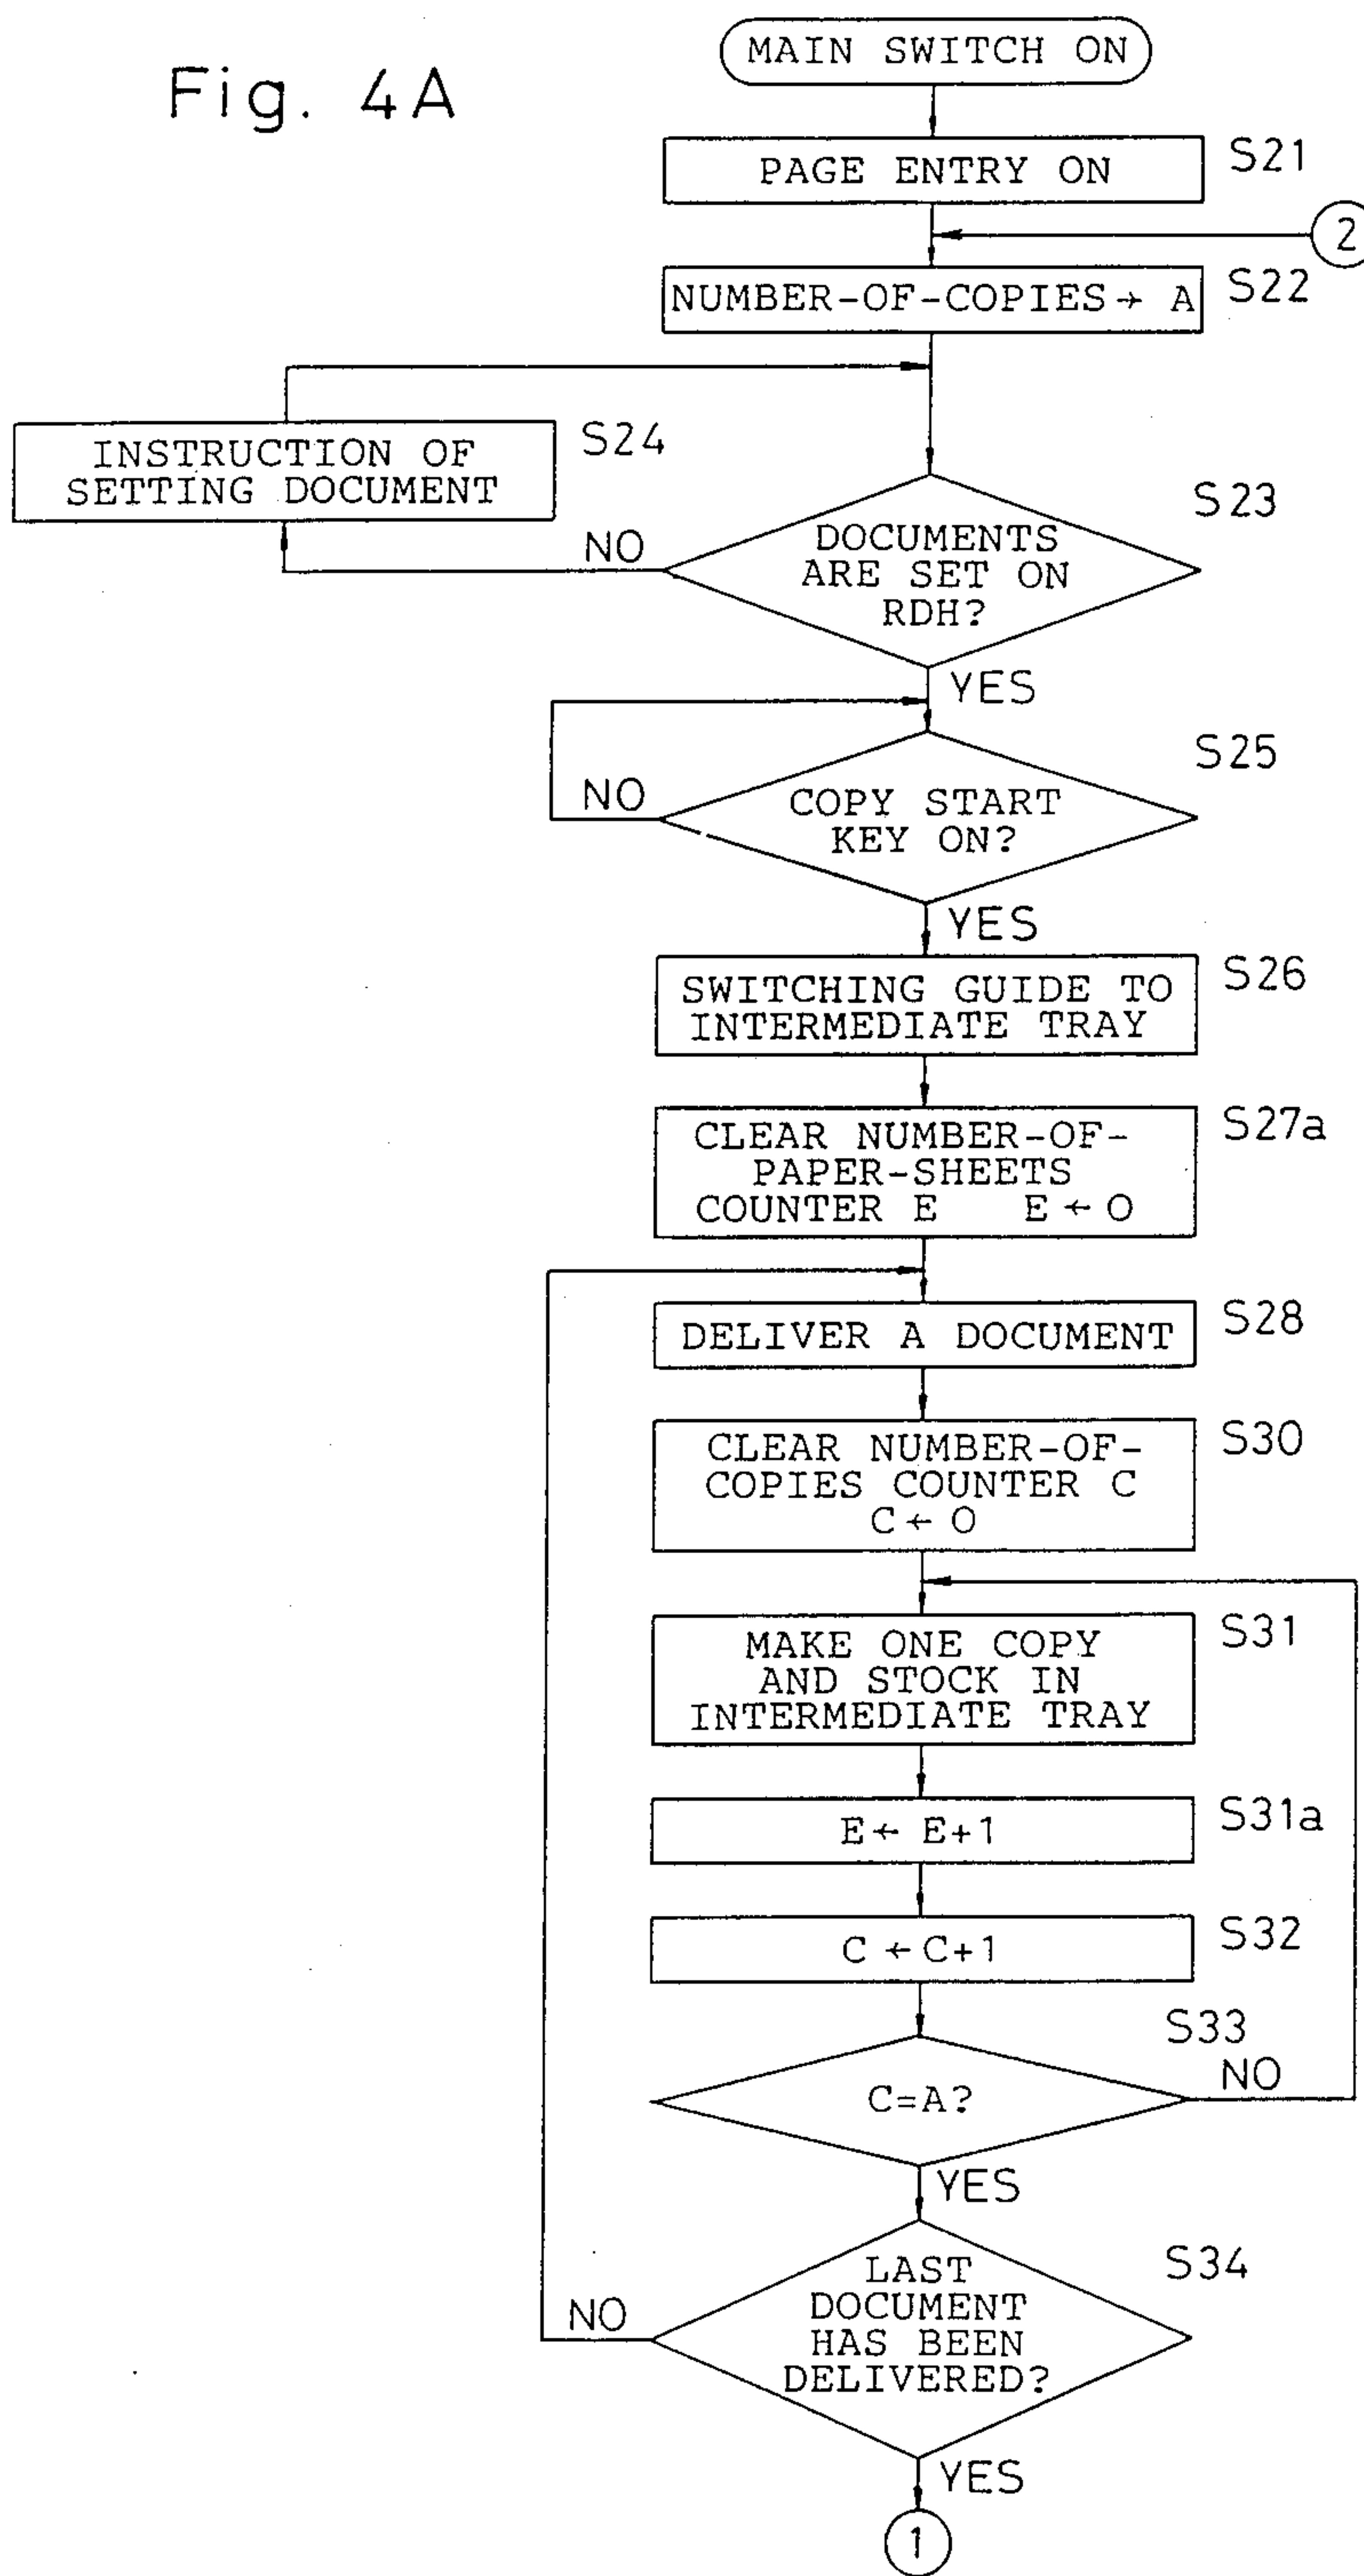 Fig. 4A
MAIN SWITCH ON
PAGE ENTRY ON
S21
2
NUMBER-OF-COPIES→ A
S22
INSTRUCTION OF
SETTING DOCUMENT
S24
DOCUMENTS
ARE SET ON
RDH?
S23
NO
YES
COPY START
KEY ON?
S25
NO
YES
SWITCHING GUIDE TO
INTERMEDIATE TRAY
S26
CLEAR NUMBER-OF-
PAPER-SHEETS
COUNTER E E←0
S27a
DELIVER A DOCUMENT
S28
CLEAR NUMBER-OF-
COPIES COUNTER C
C←0
S30
MAKE ONE COPY
AND STOCK IN
INTERMEDIATE TRAY
S31
E← E+1
S31a
C ←C+1
S32
C=A?
S33
NO
YES
LAST
DOCUMENT
HAS BEEN
DELIVERED?
S34
NO
YES
1